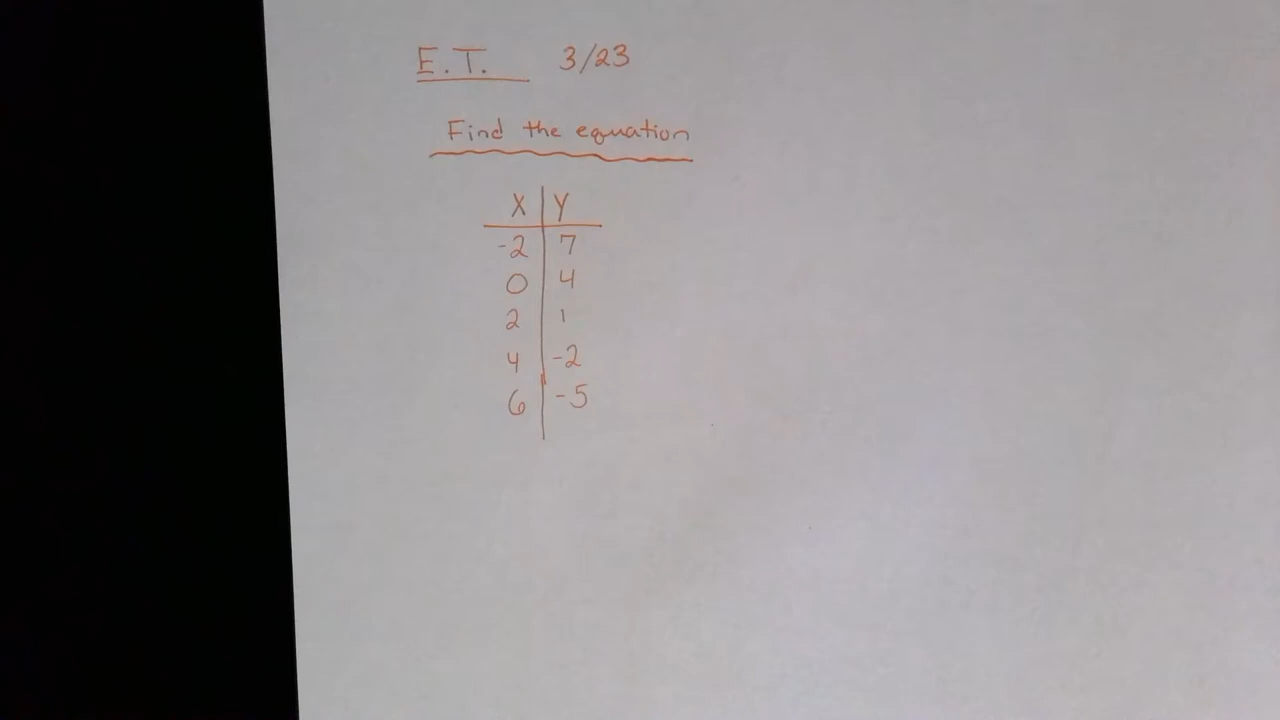 E.T. 3/23
Find the equation
X Y
-2 7
0 4
2 1
4 -2
6 -5